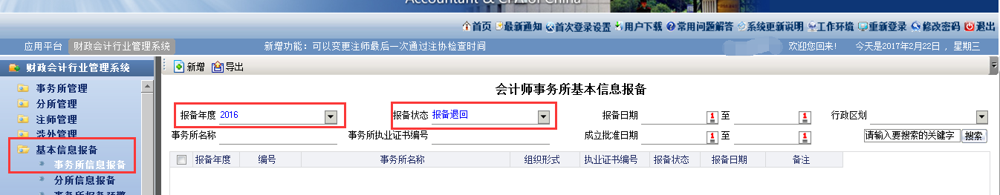 Accountant & CPA of China
首页 最新通知 首次登录设置 用户下载 常用问题解答 系统更新说明 工作环境 重新登录 修改密码 退出
应用平台 财政会计行业管理系统 新增功能：可以变更注师最后一次通过注协检查时间 欢迎您回来! 今天是2017年2月22日 ，星期三
财政会计行业管理系统
新增 导出
事务所管理
分所管理
注师管理
涉外管理
基本信息报备
事务所信息报备
分所信息报备
事务所报备预警
会计师事务所基本信息报备
报备年度 2016 报备状态 报备退回 报备日期 1 至 1 行政区划
事务所名称 事务所执业证书编号 成立批准日期 1 至 1 请输入要搜索的关键字 搜索
报备年度 编号 事务所名称 组织形式 执业证书编号 报备状态 报备日期 备注